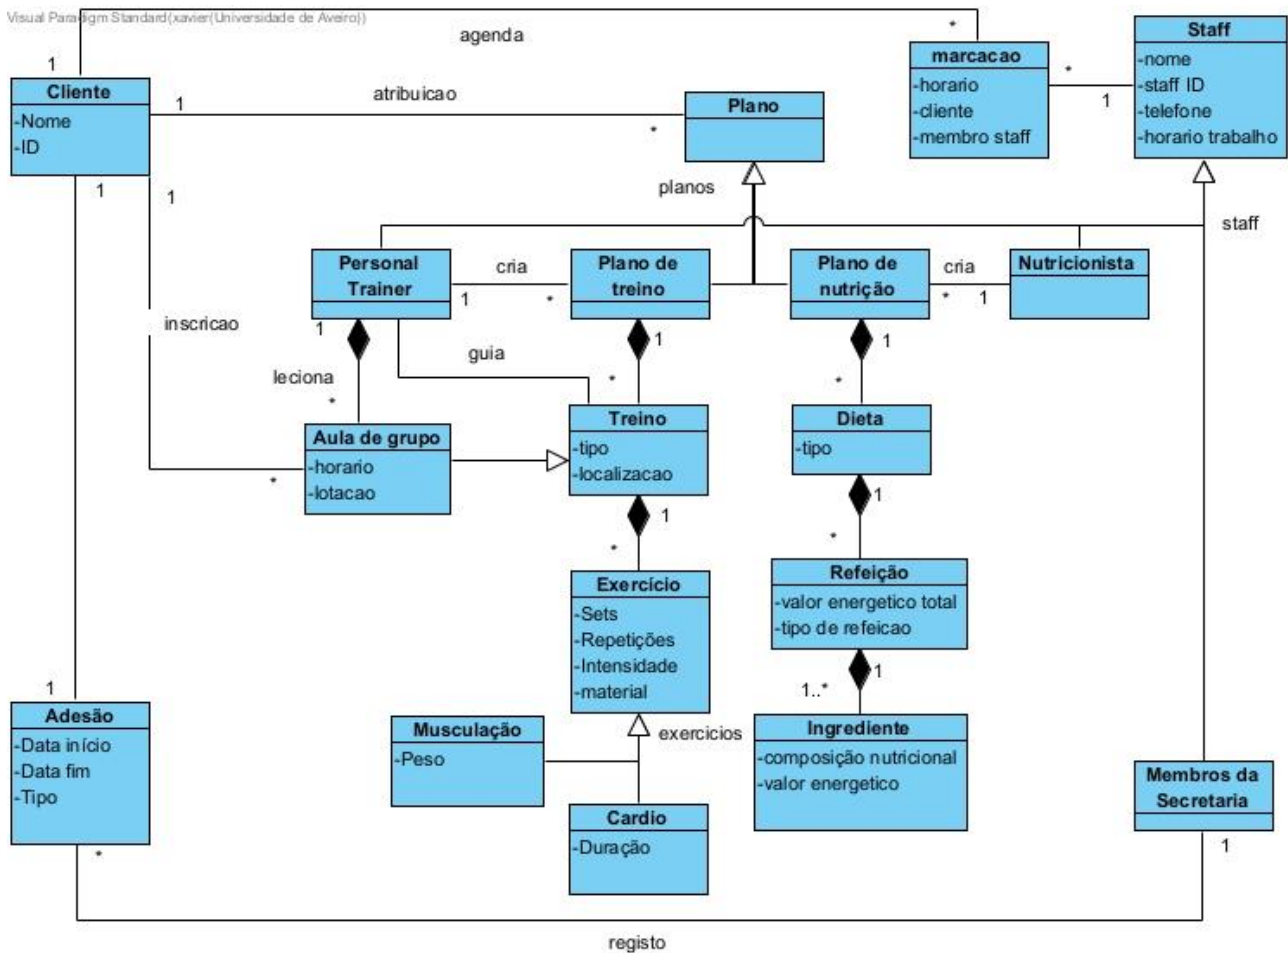 Visual Paradigm Standard(xavier(Universidade de Aveiro))
agenda
*
1
Staff
-nome
-staff ID
-telefone
-horario trabalho
marcacao
-horario
-cliente
-membro staff
*
1
Cliente
-Nome
-ID
1
atribuicao
*
Plano
1
1
planos
staff
Personal
Trainer
cria
1
*
Plano de
treino
Plano de
nutrição
cria
*
1
Nutricionista
inscricao
1
leciona
*
guia
1
*
1
*
Aula de grupo
-horario
-lotacao
*
Treino
-tipo
-localizacao
Dieta
-tipo
1
*
1
*
Exercício
-Sets
-Repetições
-Intensidade
-material
Refeição
-valor energetico total
-tipo de refeicao
1
1..*
1
Adesão
-Data início
-Data fim
-Tipo
*
Musculação
-Peso
exercicios
Ingrediente
-composição nutricional
-valor energetico
Cardio
-Duração
Membros da
Secretaria
1
registo